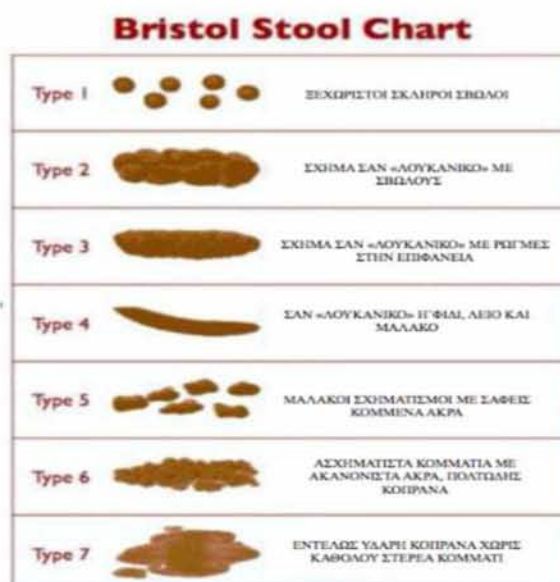 Bristol Stool Chart
Type 1
ΞΕΧΩΡΙΣΤΟΙ ΣΚΛΗΡΟΙ ΣΒΩΛΟΙ
Type 2
ΣΧΗΜΑ ΣΑΝ «ΛΟΥΚΑΝΙΚΟ» ΜΕ
ΣΒΩΛΟΥΣ
Type 3
ΣΧΗΜΑ ΣΑΝ «ΛΟΥΚΑΝΙΚΟ» ΜΕ ΡΩΓΜΕΣ
ΣΤΗΝ ΕΠΙΦΑΝΕΙΑ
Type 4
ΣΑΝ «ΛΟΥΚΑΝΙΚΟ» Η΄ ΦΙΔΙ, ΛΕΙΟ ΚΑΙ
ΜΑΛΑΚΟ
Type 5
ΜΑΛΑΚΟΙ ΣΧΗΜΑΤΙΣΜΟΙ ΜΕ ΣΑΦΕΙΣ
ΚΟΜΜΕΝΑ ΑΚΡΑ
Type 6
ΑΣΧΗΜΑΤΙΣΤΑ ΚΟΜΜΑΤΙΑ ΜΕ
ΑΚΑΝΟΝΙΣΤΑ ΑΚΡΑ, ΠΟΛΤΩΔΗΣ
ΚΟΠΡΑΝΑ
Type 7
ΕΝΤΕΛΩΣ ΥΔΑΡΗ ΚΟΠΡΑΝΑ ΧΩΡΙΣ
ΚΑΘΟΛΟΥ ΣΤΕΡΕΑ ΚΟΜΜΑΤΙ